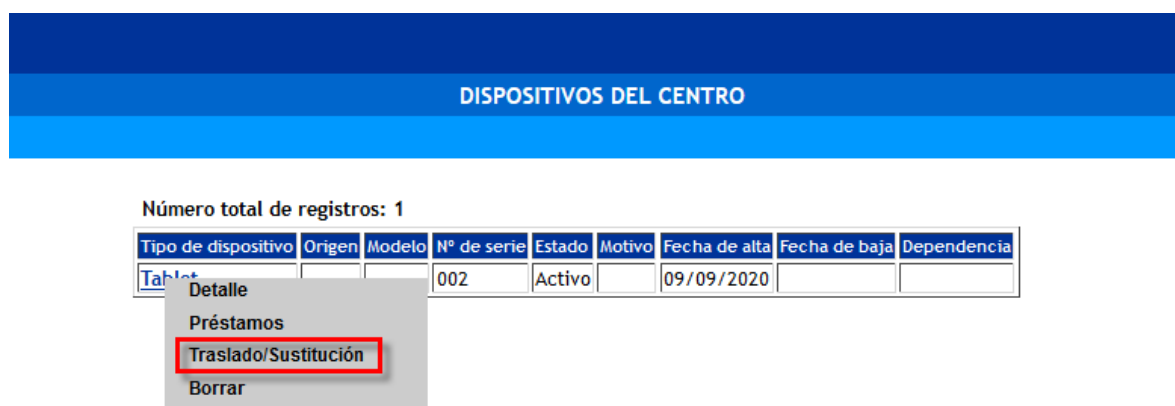 DISPOSITIVOS DEL CENTRO
Número total de registros: 1
Tipo de dispositivo Origen Modelo Nº de serie Estado Motivo Fecha de alta Fecha de baja Dependencia
Tablet 002 Activo 09/09/2020
Detalle
Préstamos
Traslado/Sustitución
Borrar